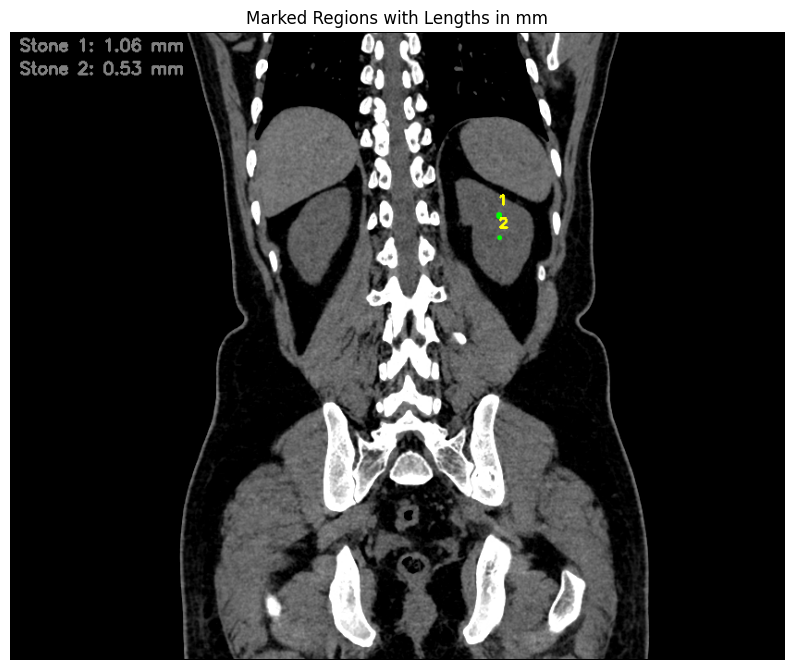 Marked Regions with Lengths in mm
Stone 1: 1.06 mm
Stone 2: 0.53 mm
1
2